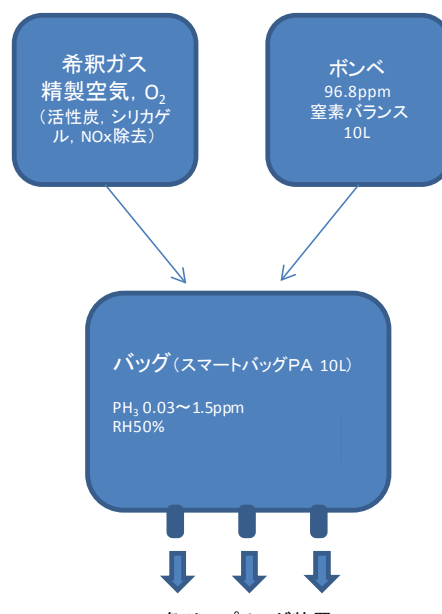 希釈ガス
精製空気, O₂
（活性炭, シリカゲ
ル, NOx除去）
ボンベ
96.8ppm
窒素バランス
10L
バッグ（スマートバッグPA 10L）
PH₃ 0.03～1.5ppm
RH50%